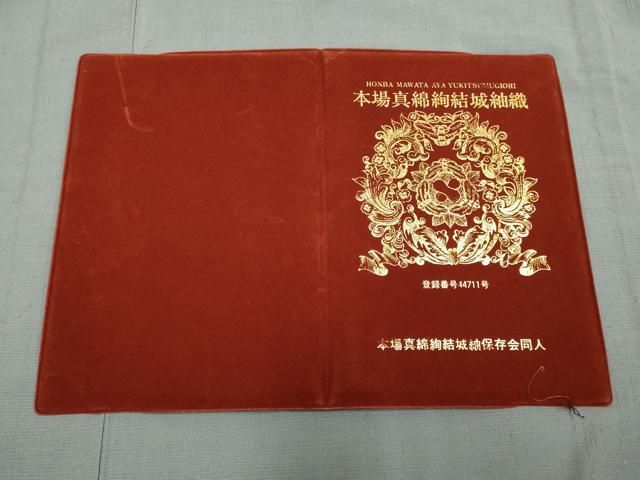 HONBA MAWATA AYA YUKITSUMUGIORI
本場真綿絢結城紬織
登録番号44711号
本場真綿絢結城紬保存会同人